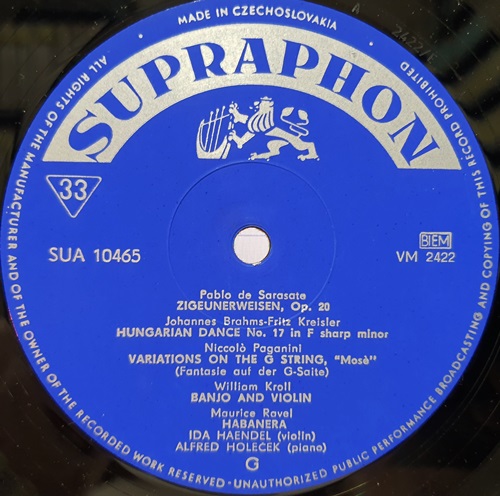 MADE IN CZECHOSLOVAKIA
SUPRAPHON
33
SUA 10465
BIEM
VM 2422
Pablo de Sarasate
ZIGEUNERWEISEN, Op. 20
Johannes Brahms-Fritz Kreisler
HUNGARIAN DANCE No. 17 in F sharp minor
Niccolò Paganini
VARIATIONS ON THE G STRING, "Mosè"
(Fantasie auf der G-Saite)
William Kroll
BANJO AND VIOLIN
Maurice Ravel
HABANERA
IDA HAENDEL (violin)
ALFRED HOLEČEK (piano)
G
ALL RIGHTS OF THE MANUFACTURER AND OF THE OWNER OF THE RECORDED WORK RESERVED · UNAUTHORIZED PUBLIC PERFORMANCE BROADCASTING AND COPYING OF THIS RECORD PROHIBITED